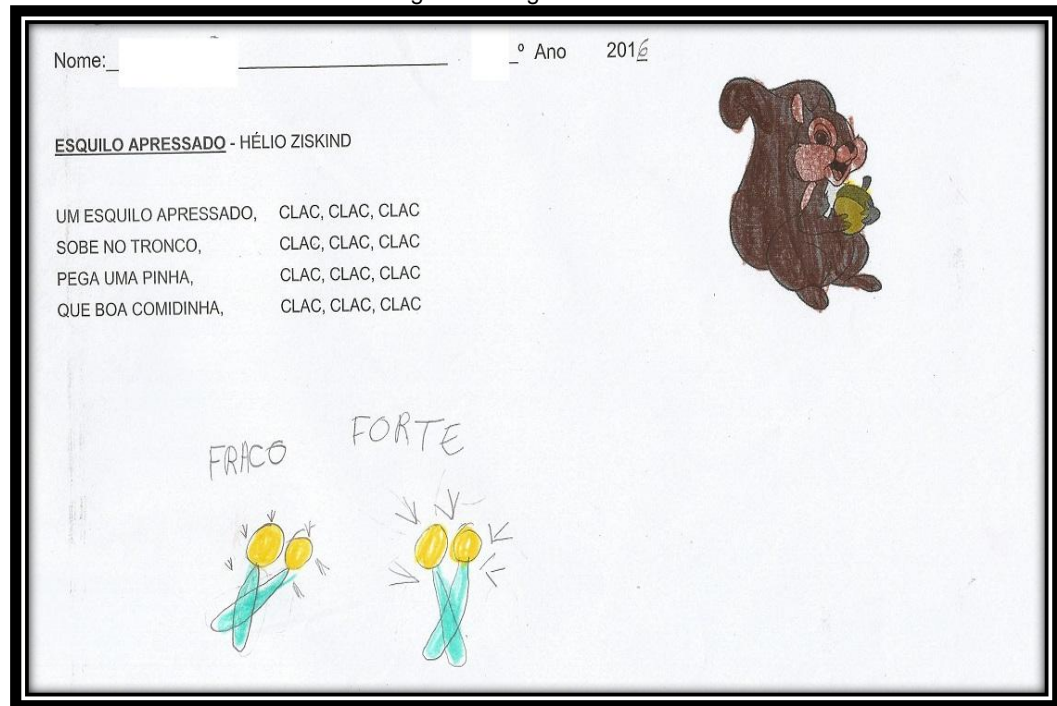 Nome:_ _º Ano 2016
ESQUILO APRESSADO - HÉLIO ZISKIND
UM ESQUILO APRESSADO, CLAC, CLAC, CLAC
SOBE NO TRONCO, CLAC, CLAC, CLAC
PEGA UMA PINHA, CLAC, CLAC, CLAC
QUE BOA COMIDINHA, CLAC, CLAC, CLAC
FRACO FORTE